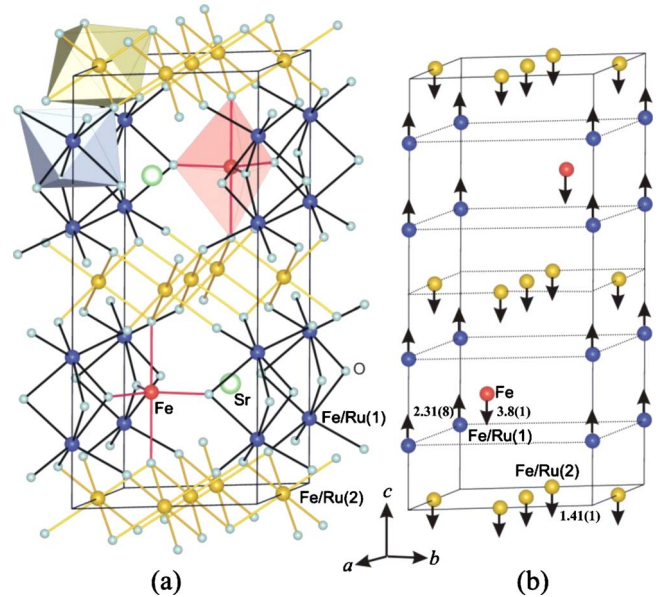 Fe
Sr
O
Fe/Ru(1)
Fe/Ru(2)
(a)
Fe
2.31(8)
3.8(1)
Fe/Ru(1)
Fe/Ru(2)
1.41(1)
c
a
b
(b)